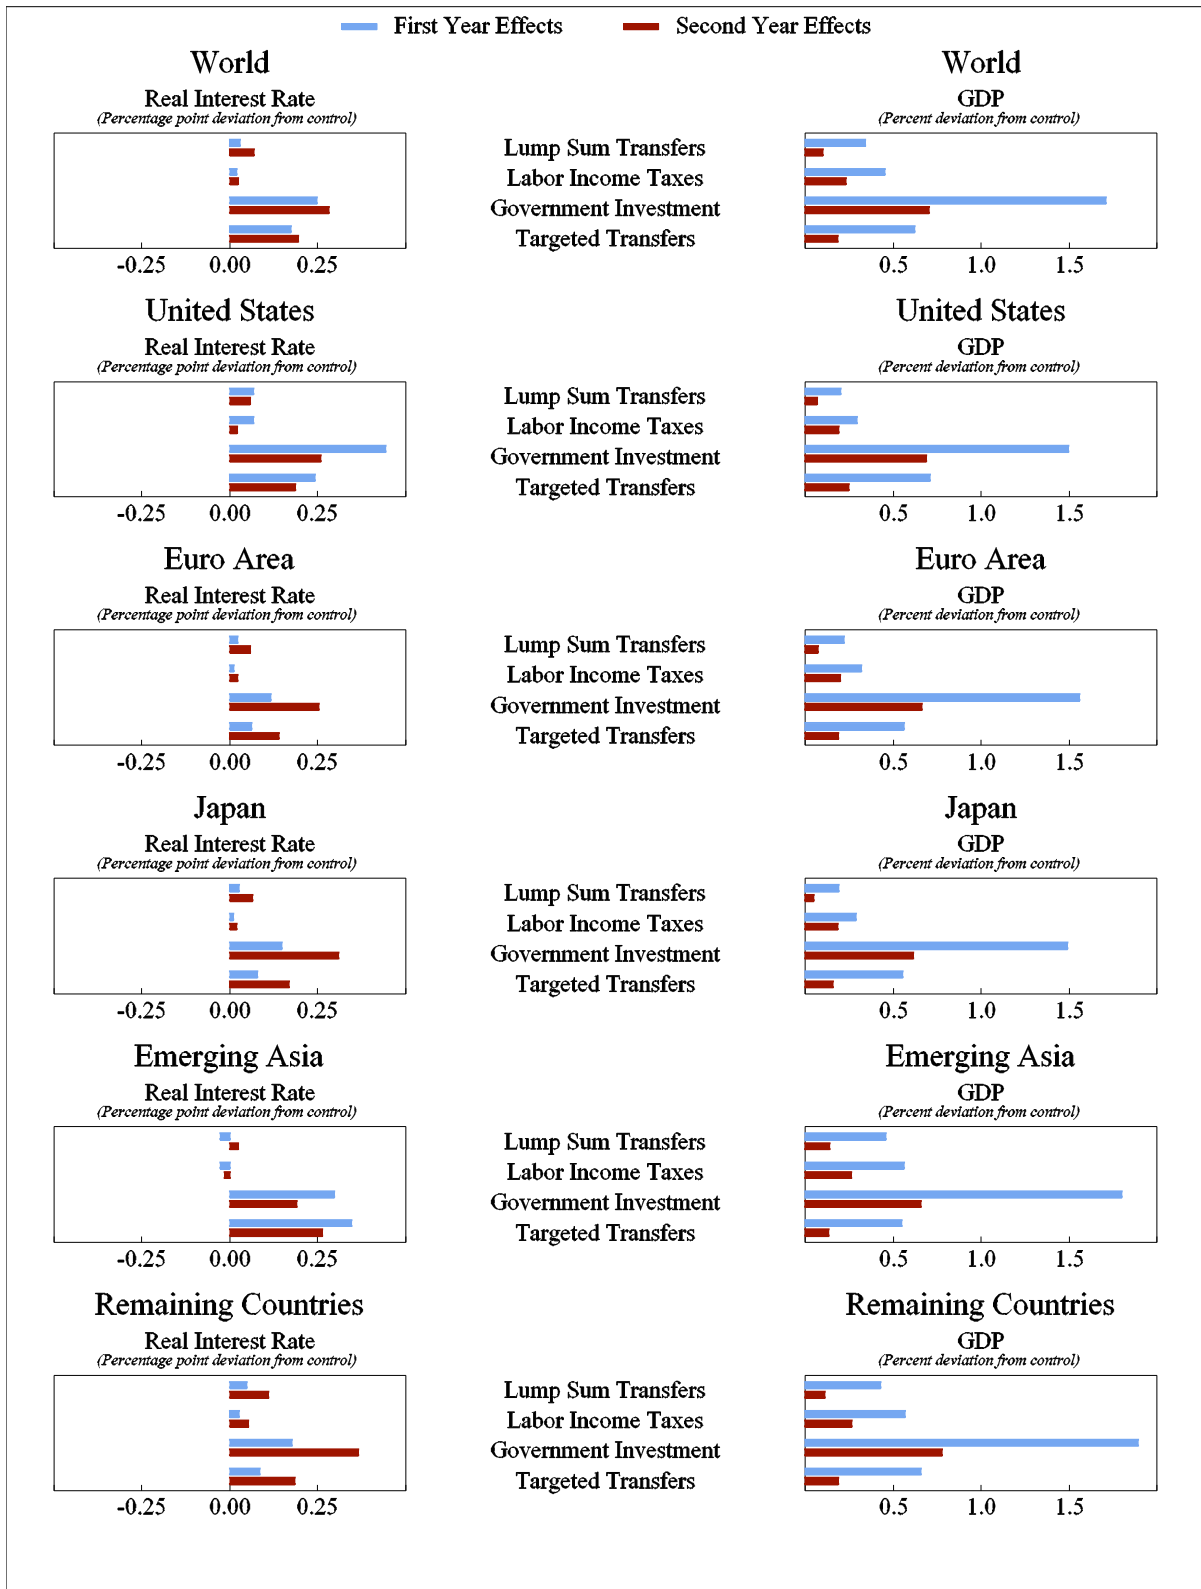 First Year Effects Second Year Effects
World World
Real Interest Rate GDP
(Percentage point deviation from control) (Percent deviation from control)
Lump Sum Transfers
Labor Income Taxes
Government Investment
Targeted Transfers
-0.25 0.00 0.25 0.5 1.0 1.5
United States United States
Real Interest Rate GDP
(Percentage point deviation from control) (Percent deviation from control)
Lump Sum Transfers
Labor Income Taxes
Government Investment
Targeted Transfers
-0.25 0.00 0.25 0.5 1.0 1.5
Euro Area Euro Area
Real Interest Rate GDP
(Percentage point deviation from control) (Percent deviation from control)
Lump Sum Transfers
Labor Income Taxes
Government Investment
Targeted Transfers
-0.25 0.00 0.25 0.5 1.0 1.5
Japan Japan
Real Interest Rate GDP
(Percentage point deviation from control) (Percent deviation from control)
Lump Sum Transfers
Labor Income Taxes
Government Investment
Targeted Transfers
-0.25 0.00 0.25 0.5 1.0 1.5
Emerging Asia Emerging Asia
Real Interest Rate GDP
(Percentage point deviation from control) (Percent deviation from control)
Lump Sum Transfers
Labor Income Taxes
Government Investment
Targeted Transfers
-0.25 0.00 0.25 0.5 1.0 1.5
Remaining Countries Remaining Countries
Real Interest Rate GDP
(Percentage point deviation from control) (Percent deviation from control)
Lump Sum Transfers
Labor Income Taxes
Government Investment
Targeted Transfers
-0.25 0.00 0.25 0.5 1.0 1.5